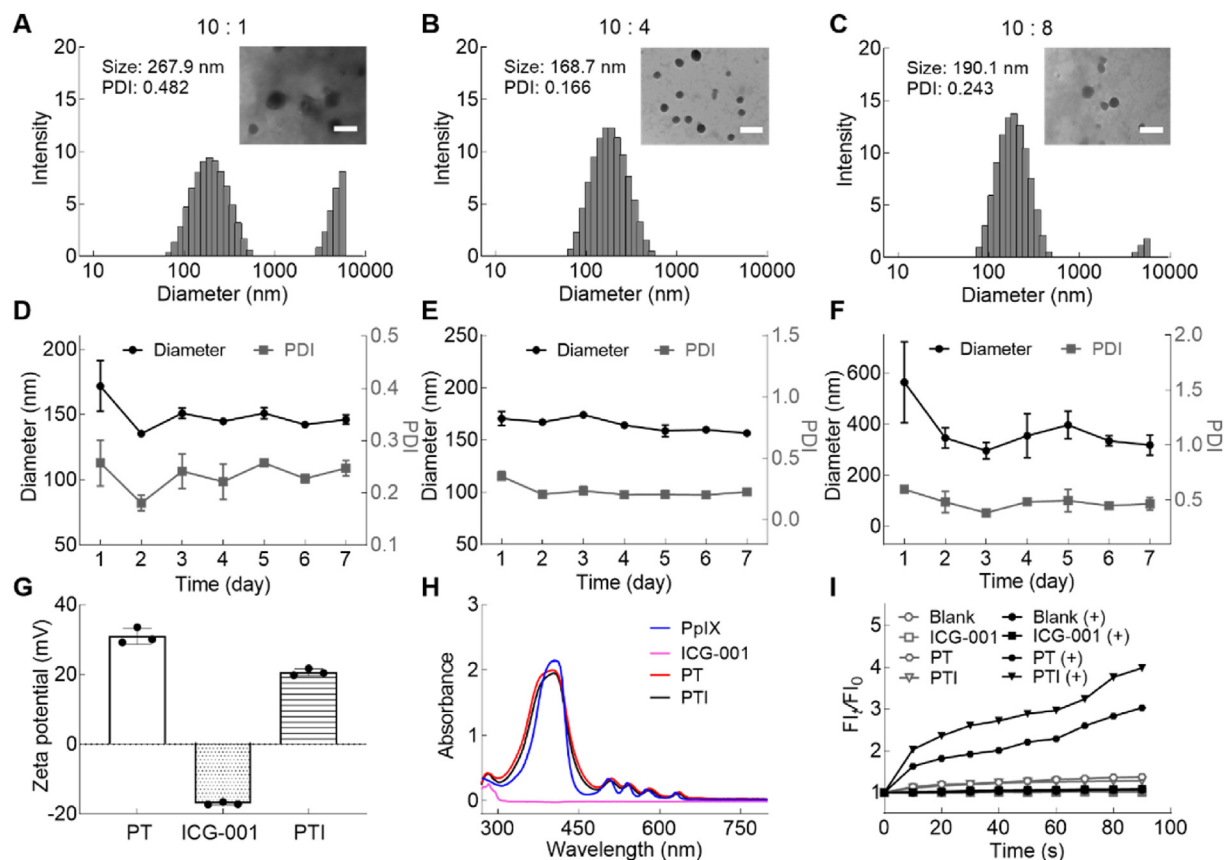 A
10 : 1
Size: 267.9 nm
PDI: 0.482
Intensity
20
15
10
5
0
10
100
1000
10000
Diameter (nm)
B
10 : 4
Size: 168.7 nm
PDI: 0.166
Intensity
20
15
10
5
0
10
100
1000
10000
Diameter (nm)
C
10 : 8
Size: 190.1 nm
PDI: 0.243
Intensity
20
15
10
5
0
10
100
1000
10000
Diameter (nm)
D
Diameter
PDI
Diameter (nm)
200
150
100
50
PDI
0.5
0.4
0.3
0.2
0.1
1 2 3 4 5 6 7
Time (day)
E
Diameter
PDI
Diameter (nm)
250
200
150
100
50
PDI
1.5
1.0
0.5
0.0
1 2 3 4 5 6 7
Time (day)
F
Diameter
PDI
Diameter (nm)
600
400
200
0
PDI
2.0
1.5
1.0
0.5
1 2 3 4 5 6 7
Time (day)
G
Zeta potential (mV)
40
20
0
-20
PT
ICG-001
PTI
H
PpIX
ICG-001
PT
PTI
Absorbance
3
2
1
0
300
450
600
750
Wavelength (nm)
I
Blank
ICG-001
PT
PTI
Blank (+)
ICG-001 (+)
PT (+)
PTI (+)
FIₜ/FI₀
5
4
3
2
1
0 20 40 60 80 100
Time (s)